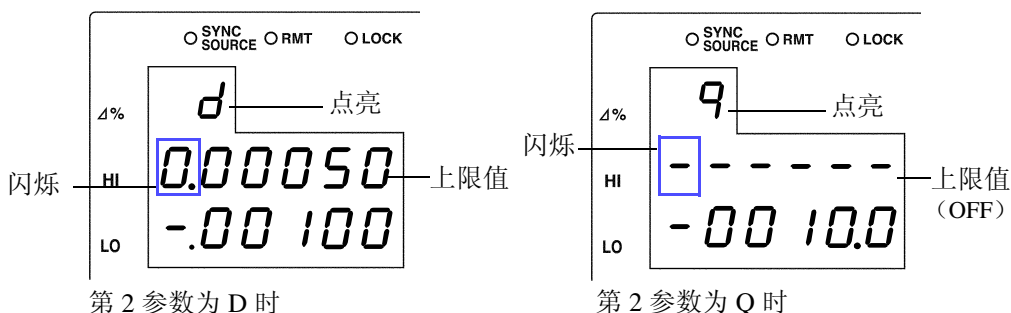 SYNC SOURCE RMT LOCK
⊿% d 点亮
闪烁 HI 0.00050 上限值
LO -.00100
第 2 参数为 D 时
SYNC SOURCE RMT LOCK
⊿% q 点亮
闪烁 HI - - - - - - 上限值
（OFF）
LO -0010.0
第 2 参数为 Q 时